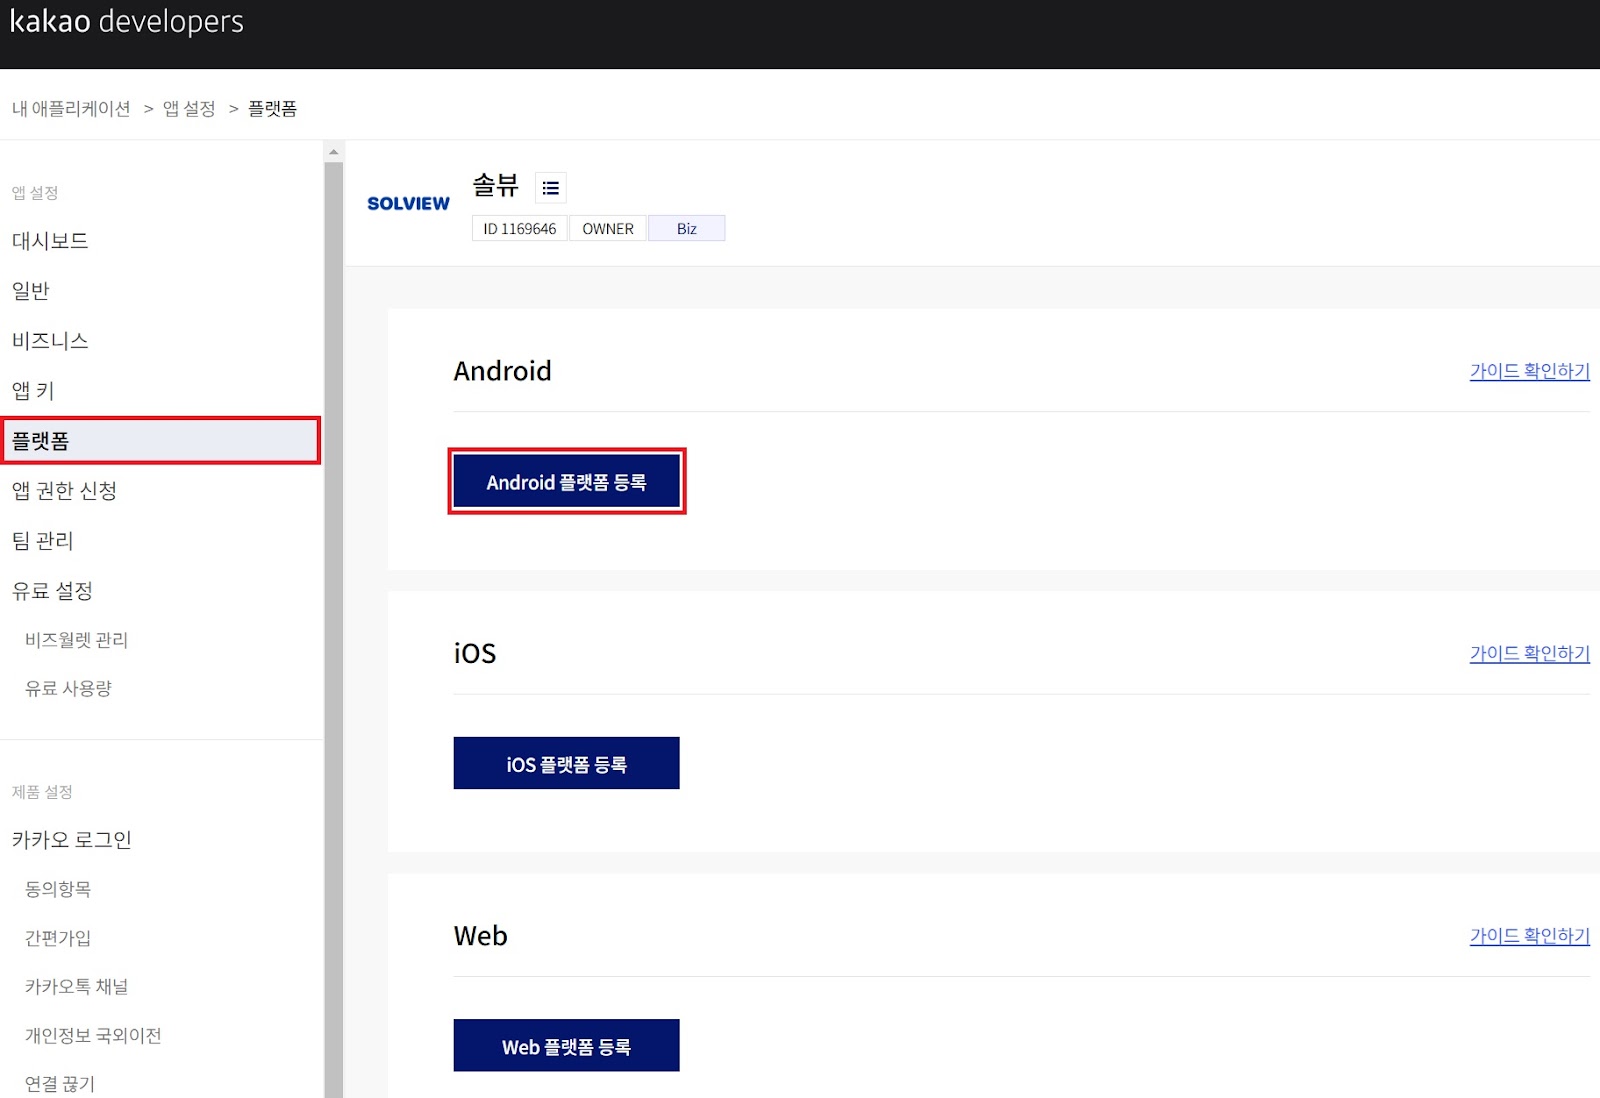 kakao developers
내 애플리케이션 > 앱 설정 > 플랫폼
앱 설정
대시보드
일반
비즈니스
앱 키
플랫폼
앱 권한 신청
팀 관리
유료 설정
비즈월렛 관리
유료 사용량
제품 설정
카카오 로그인
동의항목
간편가입
카카오톡 채널
개인정보 국외이전
연결 끊기
SOLVIEW
솔뷰
ID 1169646 OWNER Biz
Android 가이드 확인하기
Android 플랫폼 등록
iOS 가이드 확인하기
iOS 플랫폼 등록
Web 가이드 확인하기
Web 플랫폼 등록